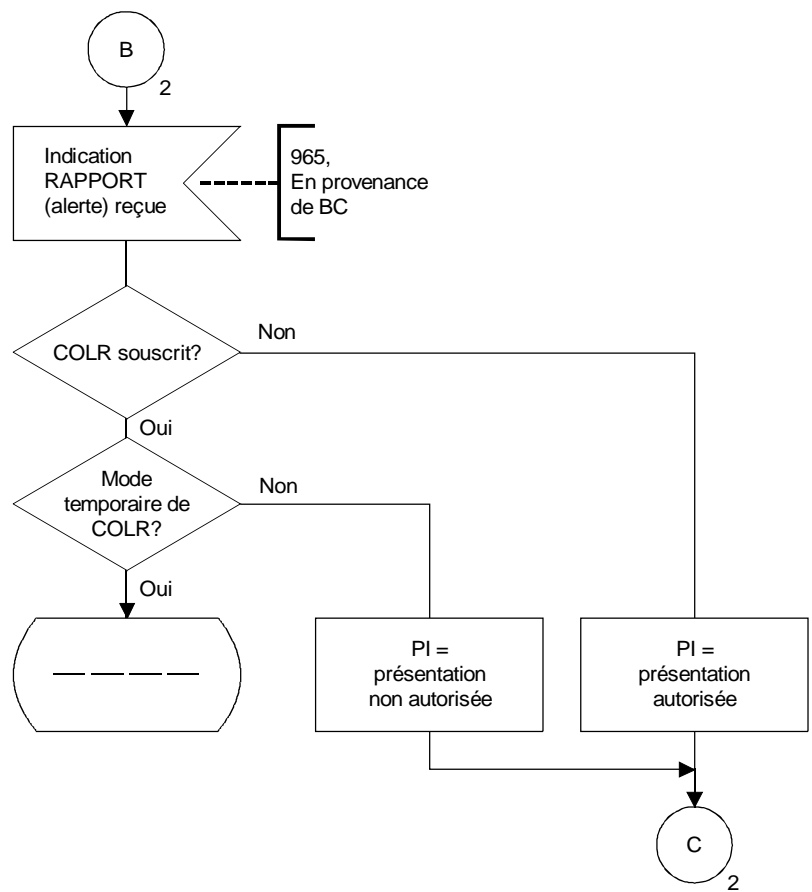 B
2
Indication
RAPPORT
(alerte) reçue
965,
En provenance
de BC
COLR souscrit?
Non
Oui
Mode
temporaire de
COLR?
Non
Oui
PI =
présentation
non autorisée
PI =
présentation
autorisée
C
2